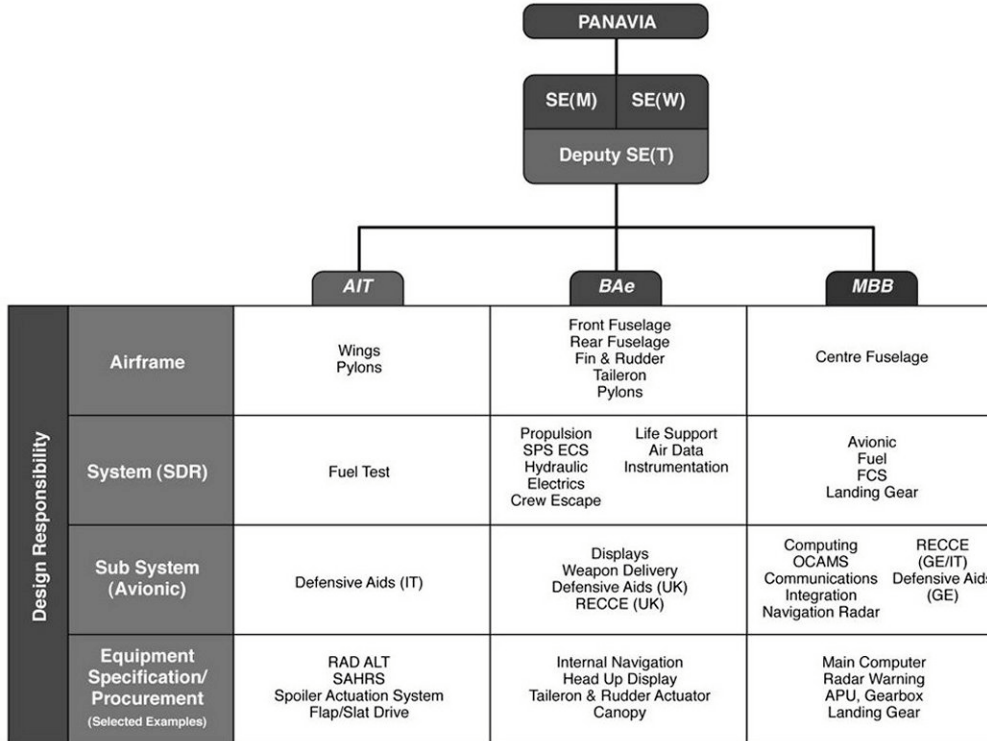 PANAVIA
SE(M)
SE(W)
Deputy SE(T)
AIT
BAe
MBB
Design Responsibility
Airframe
Wings
Pylons
Front Fuselage
Rear Fuselage
Fin & Rudder
Taileron
Pylons
Centre Fuselage
System (SDR)
Fuel Test
Propulsion
SPS ECS
Hydraulic
Electrics
Crew Escape
Life Support
Air Data
Instrumentation
Avionic
Fuel
FCS
Landing Gear
Sub System
(Avionic)
Defensive Aids (IT)
Displays
Weapon Delivery
Defensive Aids (UK)
RECCE (UK)
Computing
OCAMS
Communications
Integration
Navigation Radar
RECCE
(GE/IT)
Defensive Aids
(GE)
Equipment
Specification/
Procurement
(Selected Examples)
RAD ALT
SAHRS
Spoiler Actuation System
Flap/Slat Drive
Internal Navigation
Head Up Display
Taileron & Rudder Actuator
Canopy
Main Computer
Radar Warning
APU, Gearbox
Landing Gear